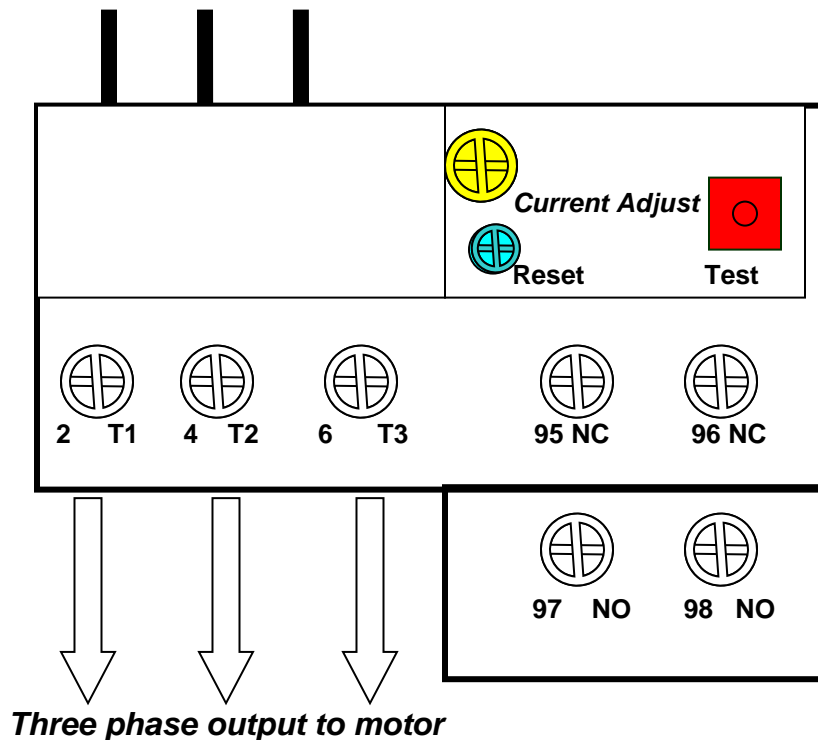 Current Adjust
Reset Test
2 T1 4 T2 6 T3 95 NC 96 NC
97 NO 98 NO
Three phase output to motor